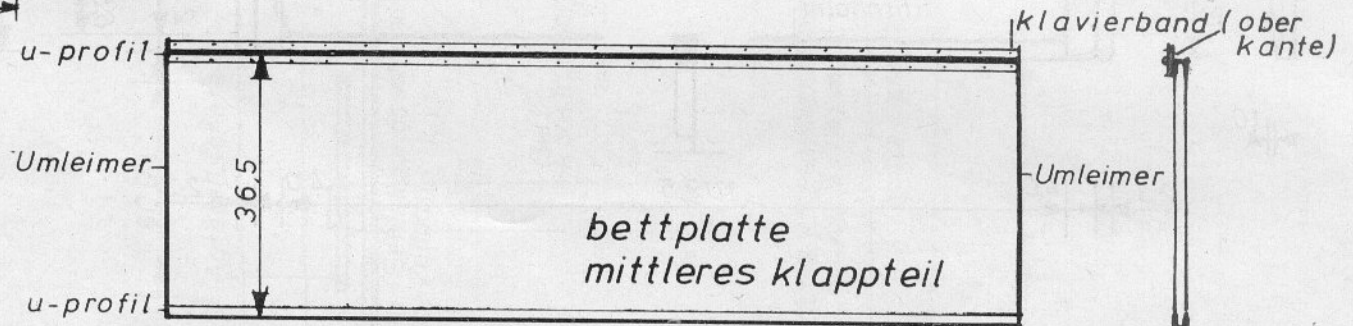 klavierband (ober
kante)
u-profil
Umleimer
36,5
Umleimer
bettplatte
mittleres klappteil
u-profil